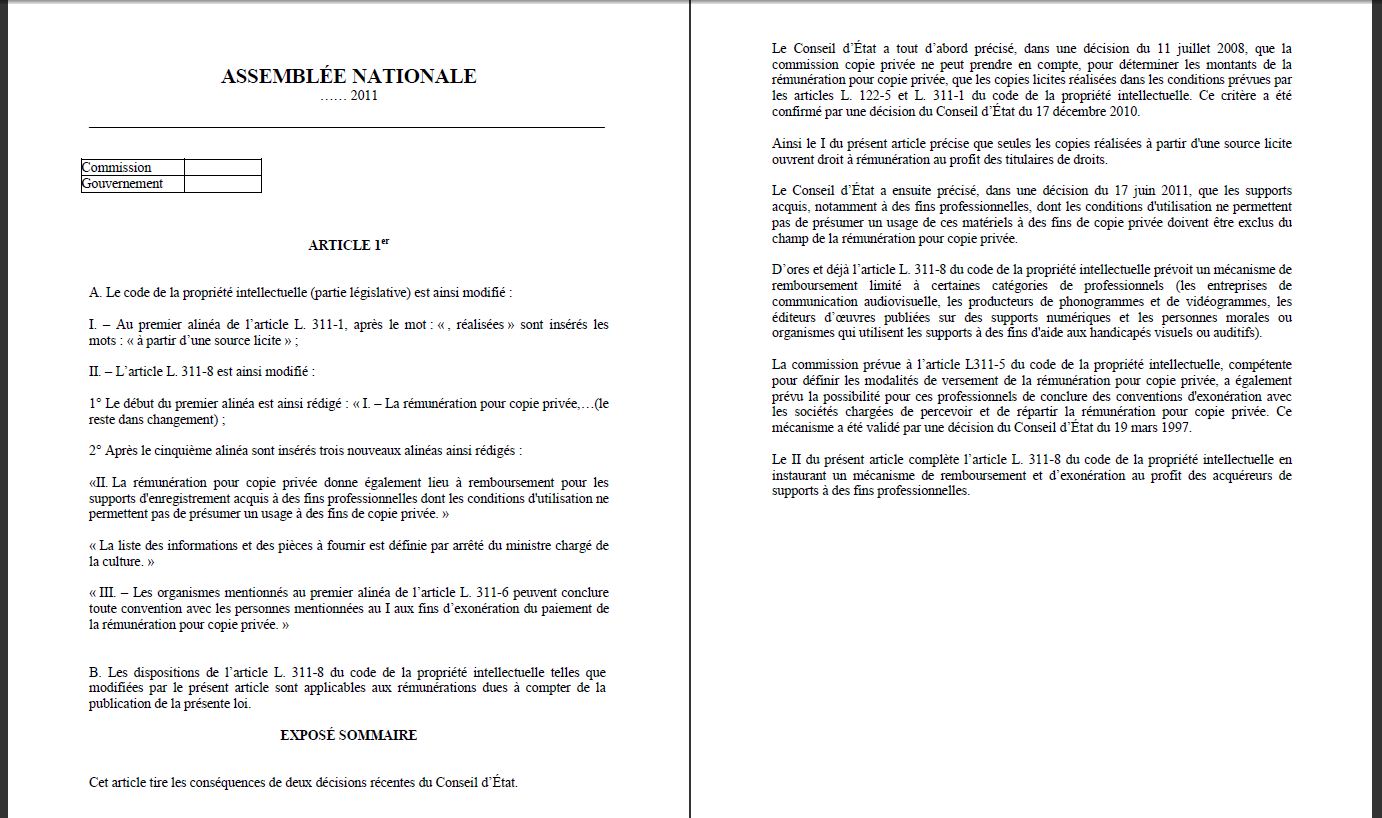 ASSEMBLÉE NATIONALE
…… 2011
Commission
Gouvernement
ARTICLE 1er
A. Le code de la propriété intellectuelle (partie législative) est ainsi modifié :
I. – Au premier alinéa de l’article L. 311-1, après le mot : « , réalisées » sont insérés les
mots : « à partir d’une source licite » ;
II. – L’article L. 311-8 est ainsi modifié :
1° Le début du premier alinéa est ainsi rédigé : « I. – La rémunération pour copie privée,…(le
reste dans changement) ;
2° Après le cinquième alinéa sont insérés trois nouveaux alinéas ainsi rédigés :
«II. La rémunération pour copie privée donne également lieu à remboursement pour les
supports d'enregistrement acquis à des fins professionnelles dont les conditions d'utilisation ne
permettent pas de présumer un usage à des fins de copie privée. »
« La liste des informations et des pièces à fournir est définie par arrêté du ministre chargé de
la culture. »
« III. – Les organismes mentionnés au premier alinéa de l’article L. 311-6 peuvent conclure
toute convention avec les personnes mentionnées au I aux fins d’exonération du paiement de
la rémunération pour copie privée. »
B. Les dispositions de l’article L. 311-8 du code de la propriété intellectuelle telles que
modifiées par le présent article sont applicables aux rémunérations dues à compter de la
publication de la présente loi.
EXPOSÉ SOMMAIRE
Cet article tire les conséquences de deux décisions récentes du Conseil d’État.
Le Conseil d’État a tout d’abord précisé, dans une décision du 11 juillet 2008, que la
commission copie privée ne peut prendre en compte, pour déterminer les montants de la
rémunération pour copie privée, que les copies licites réalisées dans les conditions prévues par
les articles L. 122-5 et L. 311-1 du code de la propriété intellectuelle. Ce critère a été
confirmé par une décision du Conseil d’État du 17 décembre 2010.
Ainsi le I du présent article précise que seules les copies réalisées à partir d'une source licite
ouvrent droit à rémunération au profit des titulaires de droits.
Le Conseil d’État a ensuite précisé, dans une décision du 17 juin 2011, que les supports
acquis, notamment à des fins professionnelles, dont les conditions d'utilisation ne permettent
pas de présumer un usage de ces matériels à des fins de copie privée doivent être exclus du
champ de la rémunération pour copie privée.
D’ores et déjà l’article L. 311-8 du code de la propriété intellectuelle prévoit un mécanisme de
remboursement limité à certaines catégories de professionnels (les entreprises de
communication audiovisuelle, les producteurs de phonogrammes et de vidéogrammes, les
éditeurs d’œuvres publiées sur des supports numériques et les personnes morales ou
organismes qui utilisent les supports à des fins d'aide aux handicapés visuels ou auditifs).
La commission prévue à l’article L311-5 du code de la propriété intellectuelle, compétente
pour définir les modalités de versement de la rémunération pour copie privée, a également
prévu la possibilité pour ces professionnels de conclure des conventions d'exonération avec
les sociétés chargées de percevoir et de répartir la rémunération pour copie privée. Ce
mécanisme a été validé par une décision du Conseil d’État du 19 mars 1997.
Le II du présent article complète l’article L. 311-8 du code de la propriété intellectuelle en
instaurant un mécanisme de remboursement et d’exonération au profit des acquéreurs de
supports à des fins professionnelles.